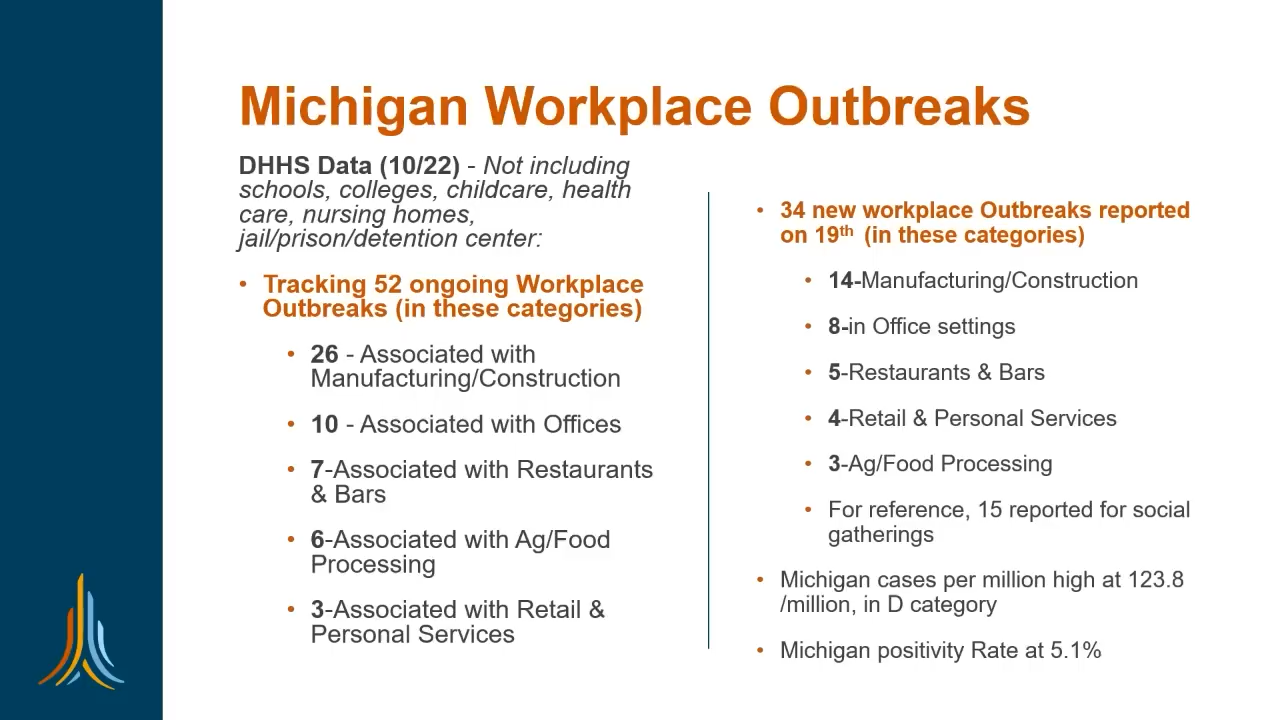 Michigan Workplace Outbreaks
DHHS Data (10/22) - Not including
schools, colleges, childcare, health
care, nursing homes,
jail/prison/detention center:
• Tracking 52 ongoing Workplace
Outbreaks (in these categories)
• 26 - Associated with
Manufacturing/Construction
• 10 - Associated with Offices
• 7-Associated with Restaurants
& Bars
• 6-Associated with Ag/Food
Processing
• 3-Associated with Retail &
Personal Services
• 34 new workplace Outbreaks reported
on 19th (in these categories)
• 14-Manufacturing/Construction
• 8-in Office settings
• 5-Restaurants & Bars
• 4-Retail & Personal Services
• 3-Ag/Food Processing
• For reference, 15 reported for social
gatherings
• Michigan cases per million high at 123.8
/million, in D category
• Michigan positivity Rate at 5.1%